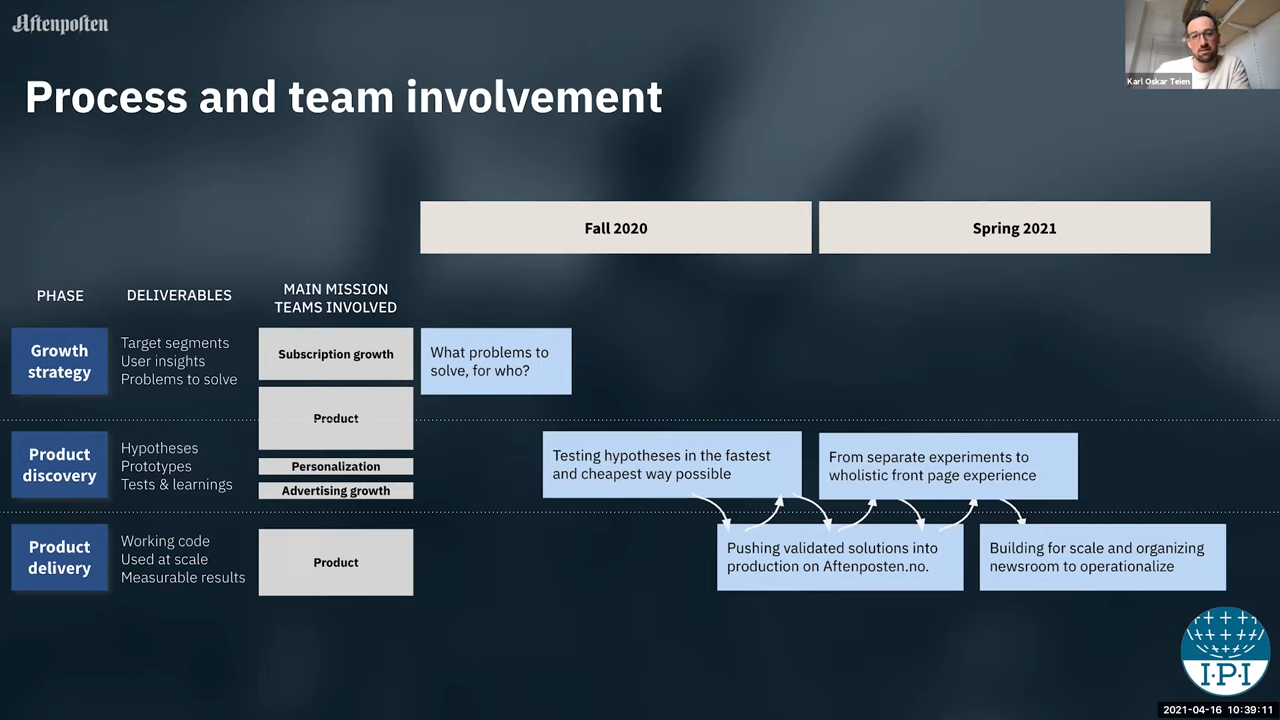 Aftenposten
Karl Oskar Teien
Process and team involvement
Fall 2020
Spring 2021
PHASE
DELIVERABLES
MAIN MISSION
TEAMS INVOLVED
Growth
strategy
Target segments
User insights
Problems to solve
Subscription growth
What problems to
solve, for who?
Product
Product
discovery
Hypotheses
Prototypes
Tests & learnings
Personalization
Advertising growth
Testing hypotheses in the fastest
and cheapest way possible
From separate experiments to
wholistic front page experience
Product
delivery
Working code
Used at scale
Measurable results
Product
Pushing validated solutions into
production on Aftenposten.no.
Building for scale and organizing
newsroom to operationalize
I·P·I
2021-04-16 10:39:11